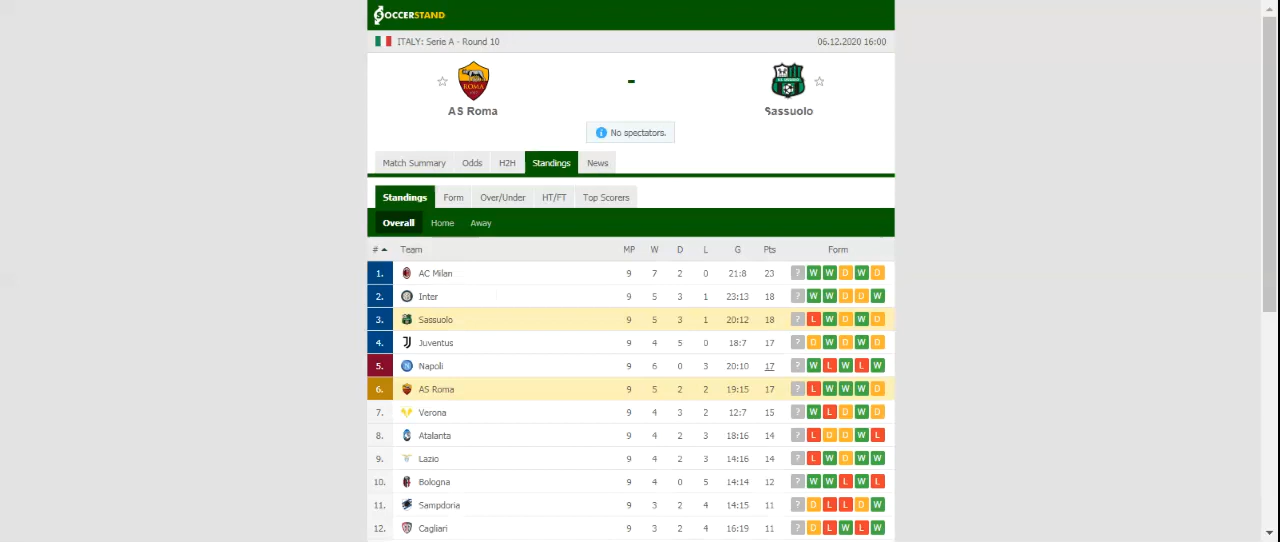 SOCCERSTAND
ITALY: Serie A - Round 10 06.12.2020 16:00
AS Roma - Sassuolo
No spectators.
Match Summary Odds H2H Standings News
Standings Form Over/Under HT/FT Top Scorers
Overall Home Away
# Team MP W D L G Pts Form
1. AC Milan 9 7 2 0 21:8 23 ? W W D W D
2. Inter 9 5 3 1 23:13 18 ? W W D D W
3. Sassuolo 9 5 3 1 20:12 18 ? L W D W D
4. Juventus 9 4 5 0 18:7 17 ? D W D W D
5. Napoli 9 6 0 3 20:10 17 ? W L W L W
6. AS Roma 9 5 2 2 19:15 17 ? L W W W D
7. Verona 9 4 3 2 12:7 15 ? W L D W D
8. Atalanta 9 4 2 3 18:16 14 ? L D D W L
9. Lazio 9 4 2 3 14:16 14 ? L W D W W
10. Bologna 9 4 0 5 14:14 12 ? W W L W L
11. Sampdoria 9 3 2 4 14:15 11 ? D L L D W
12. Cagliari 9 3 2 4 16:19 11 ? D L W L W